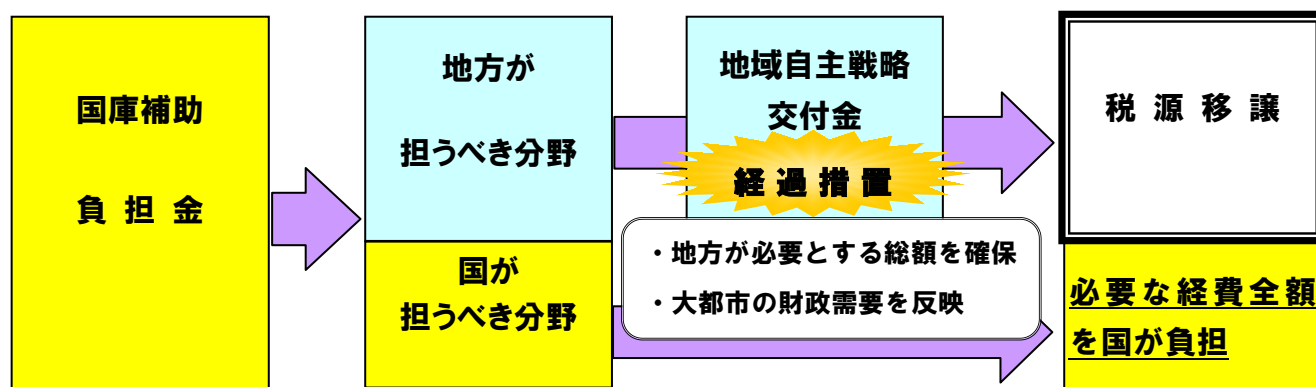 国庫補助
負担金
地方が
担うべき分野
国が
担うべき分野
地域自主戦略
交付金
経過措置
・地方が必要とする総額を確保
・大都市の財政需要を反映
税源移譲
必要な経費全額
を国が負担